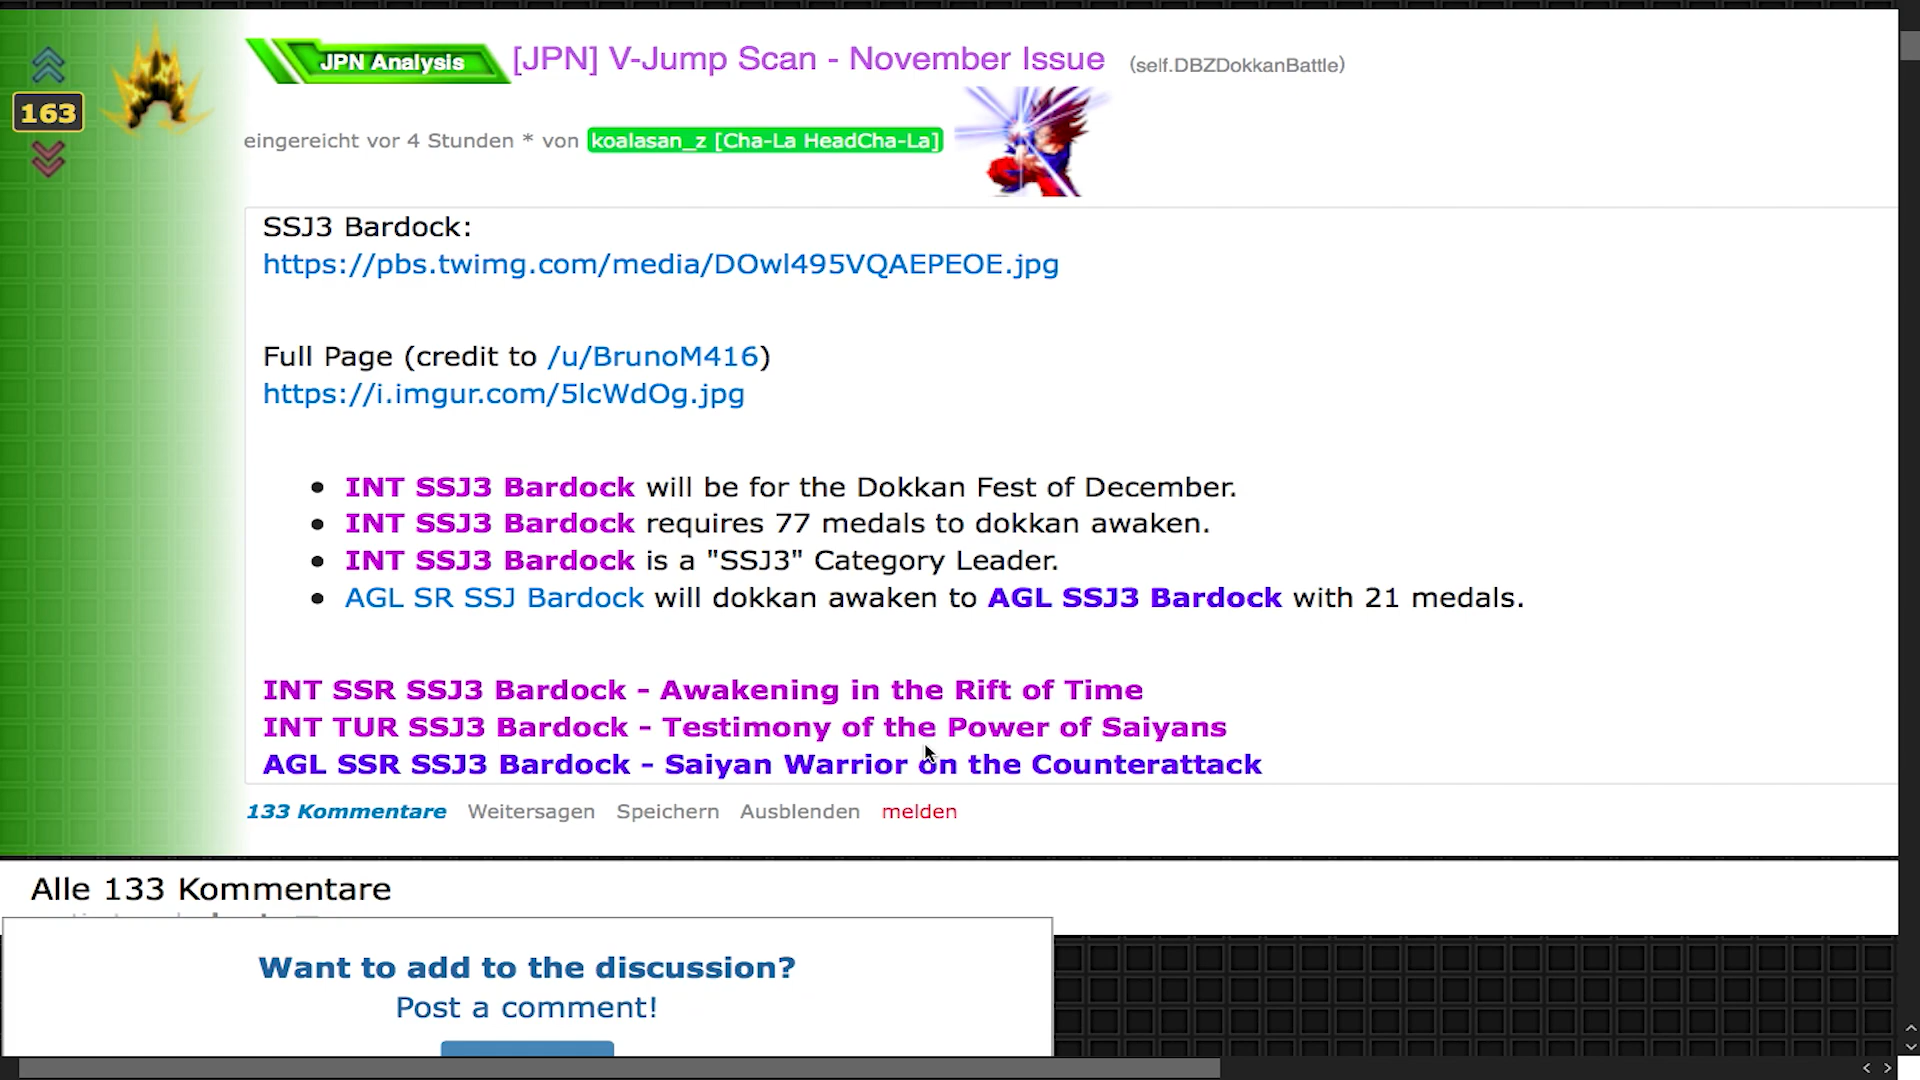 JPN Analysis [JPN] V-Jump Scan - November Issue (self.DBZDokkanBattle)
163
eingereicht vor 4 Stunden * von koalasan_z [Cha-La HeadCha-La]
SSJ3 Bardock:
https://pbs.twimg.com/media/DOwl495VQAEPEOE.jpg
Full Page (credit to /u/BrunoM416)
https://i.imgur.com/5lcWdOg.jpg
• INT SSJ3 Bardock will be for the Dokkan Fest of December.
• INT SSJ3 Bardock requires 77 medals to dokkan awaken.
• INT SSJ3 Bardock is a "SSJ3" Category Leader.
• AGL SR SSJ Bardock will dokkan awaken to AGL SSJ3 Bardock with 21 medals.
INT SSR SSJ3 Bardock - Awakening in the Rift of Time
INT TUR SSJ3 Bardock - Testimony of the Power of Saiyans
AGL SSR SSJ3 Bardock - Saiyan Warrior on the Counterattack
133 Kommentare Weitersagen Speichern Ausblenden melden
Alle 133 Kommentare
Want to add to the discussion?
Post a comment!